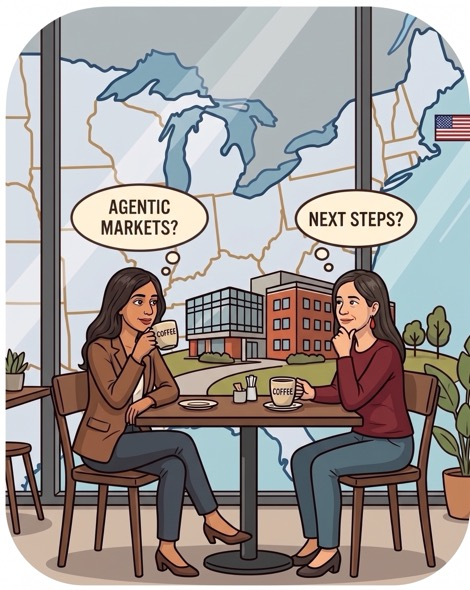 AGENTIC
MARKETS?
NEXT STEPS?
COFFEE
COFFEE